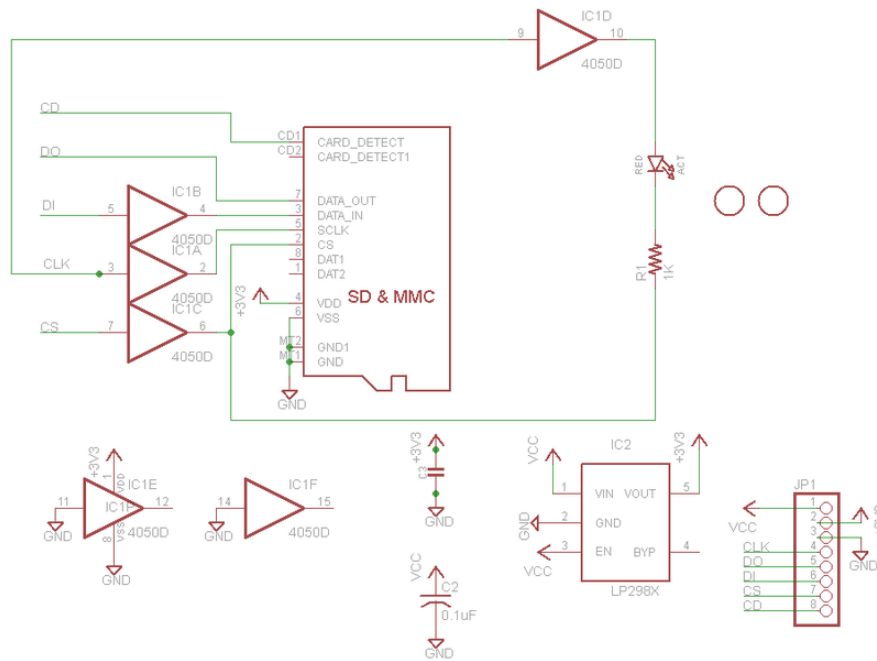 IC1D
9
10
4050D
CD
CD1
CARD_DETECT
CD2
CARD_DETECT1
RED
ACT
DO
IC1B
7
DATA_OUT
DI
5
4
3
DATA_IN
4050D
5
SCLK
IC1A
2
CS
CLK
3
2
8
DAT1
4050D
1
DAT2
R1
1K
IC1C
+3V3
4
VDD
SD & MMC
CS
7
6
6
VSS
4050D
MT2
GND1
MT1
GND
GND
+3V3
1
VDD
IC1E
11
IC1P
12
4050D
8
VSS
GND
GND
IC1F
14
15
4050D
GND
+3V3
C3
GND
VCC
C2
0.1uF
GND
IC2
VCC
+3V3
1
VIN
VOUT
5
GND
2
GND
3
EN
BYP
4
VCC
LP298X
JP1
1
VCC
2
3
GND
CLK
4
DO
5
DI
6
CS
7
CD
8